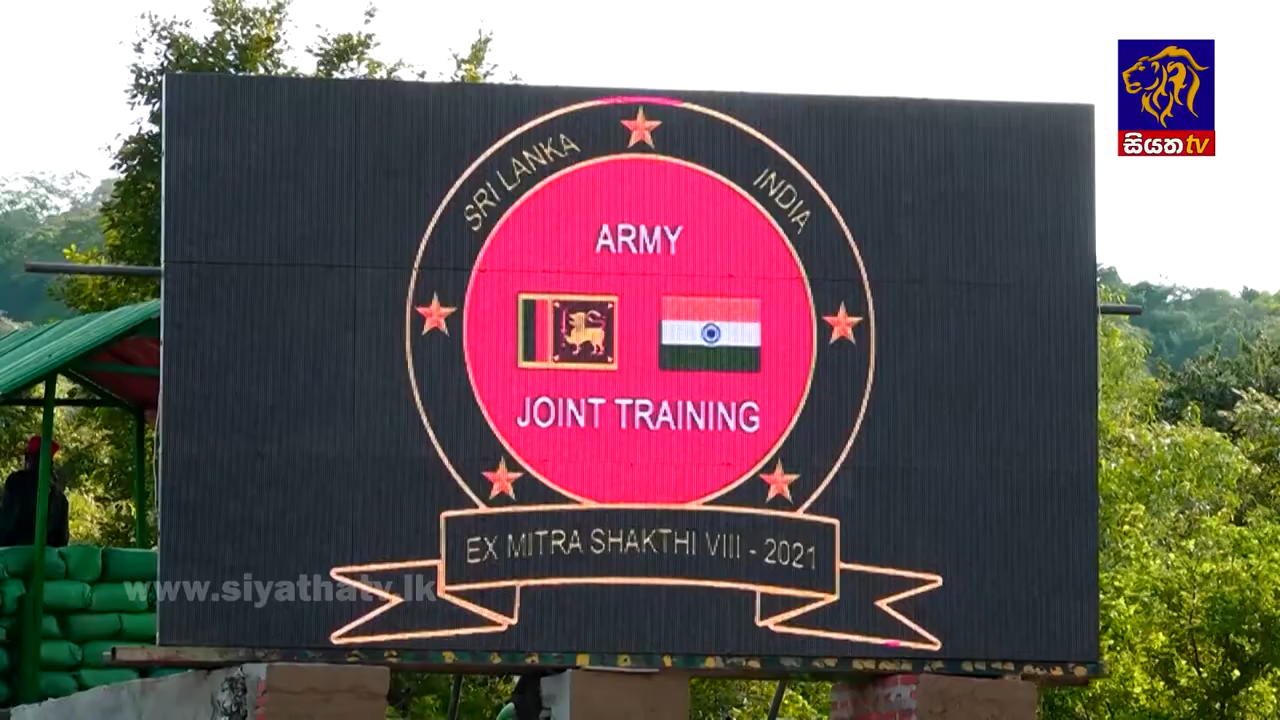 සියත tv
SRI LANKA
INDIA
ARMY
JOINT TRAINING
EX MITRA SHAKTHI VIII - 2021
www.siyathatv.lk